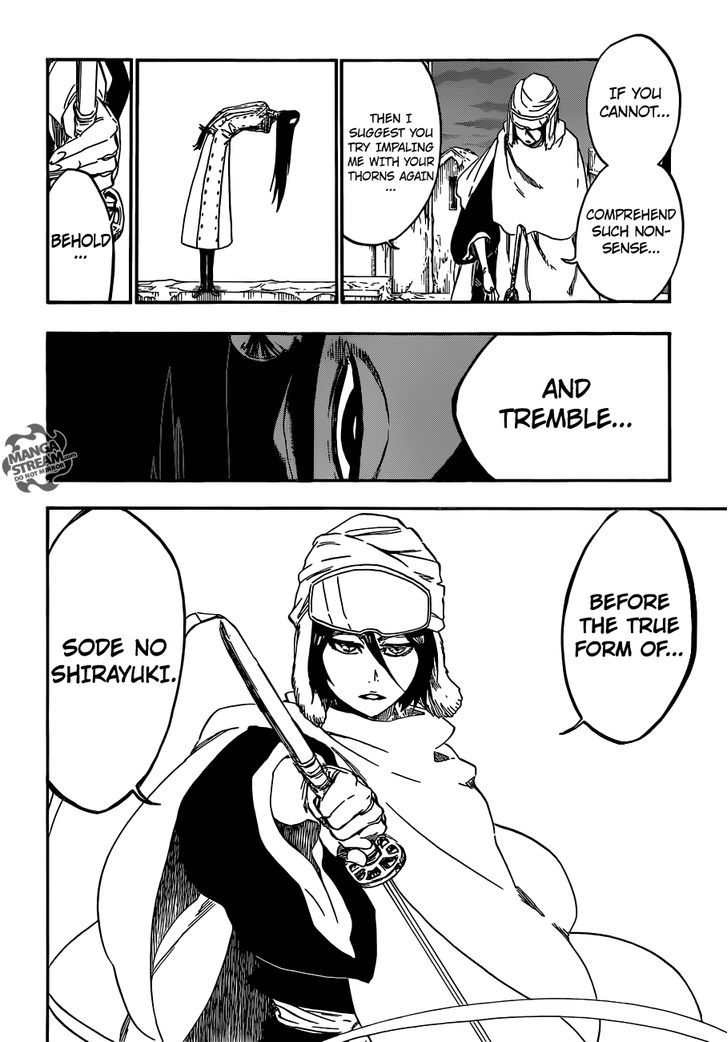 IF YOU
CANNOT...
COMPREHEND
SUCH NON-
SENSE...
THEN I
SUGGEST YOU
TRY IMPALING
ME WITH YOUR
THORNS AGAIN
...
BEHOLD
...
AND
TREMBLE...
MANGA
STREAM.com
DO NOT MIRROR
BEFORE
THE TRUE
FORM OF...
SODE NO
SHIRAYUKI.